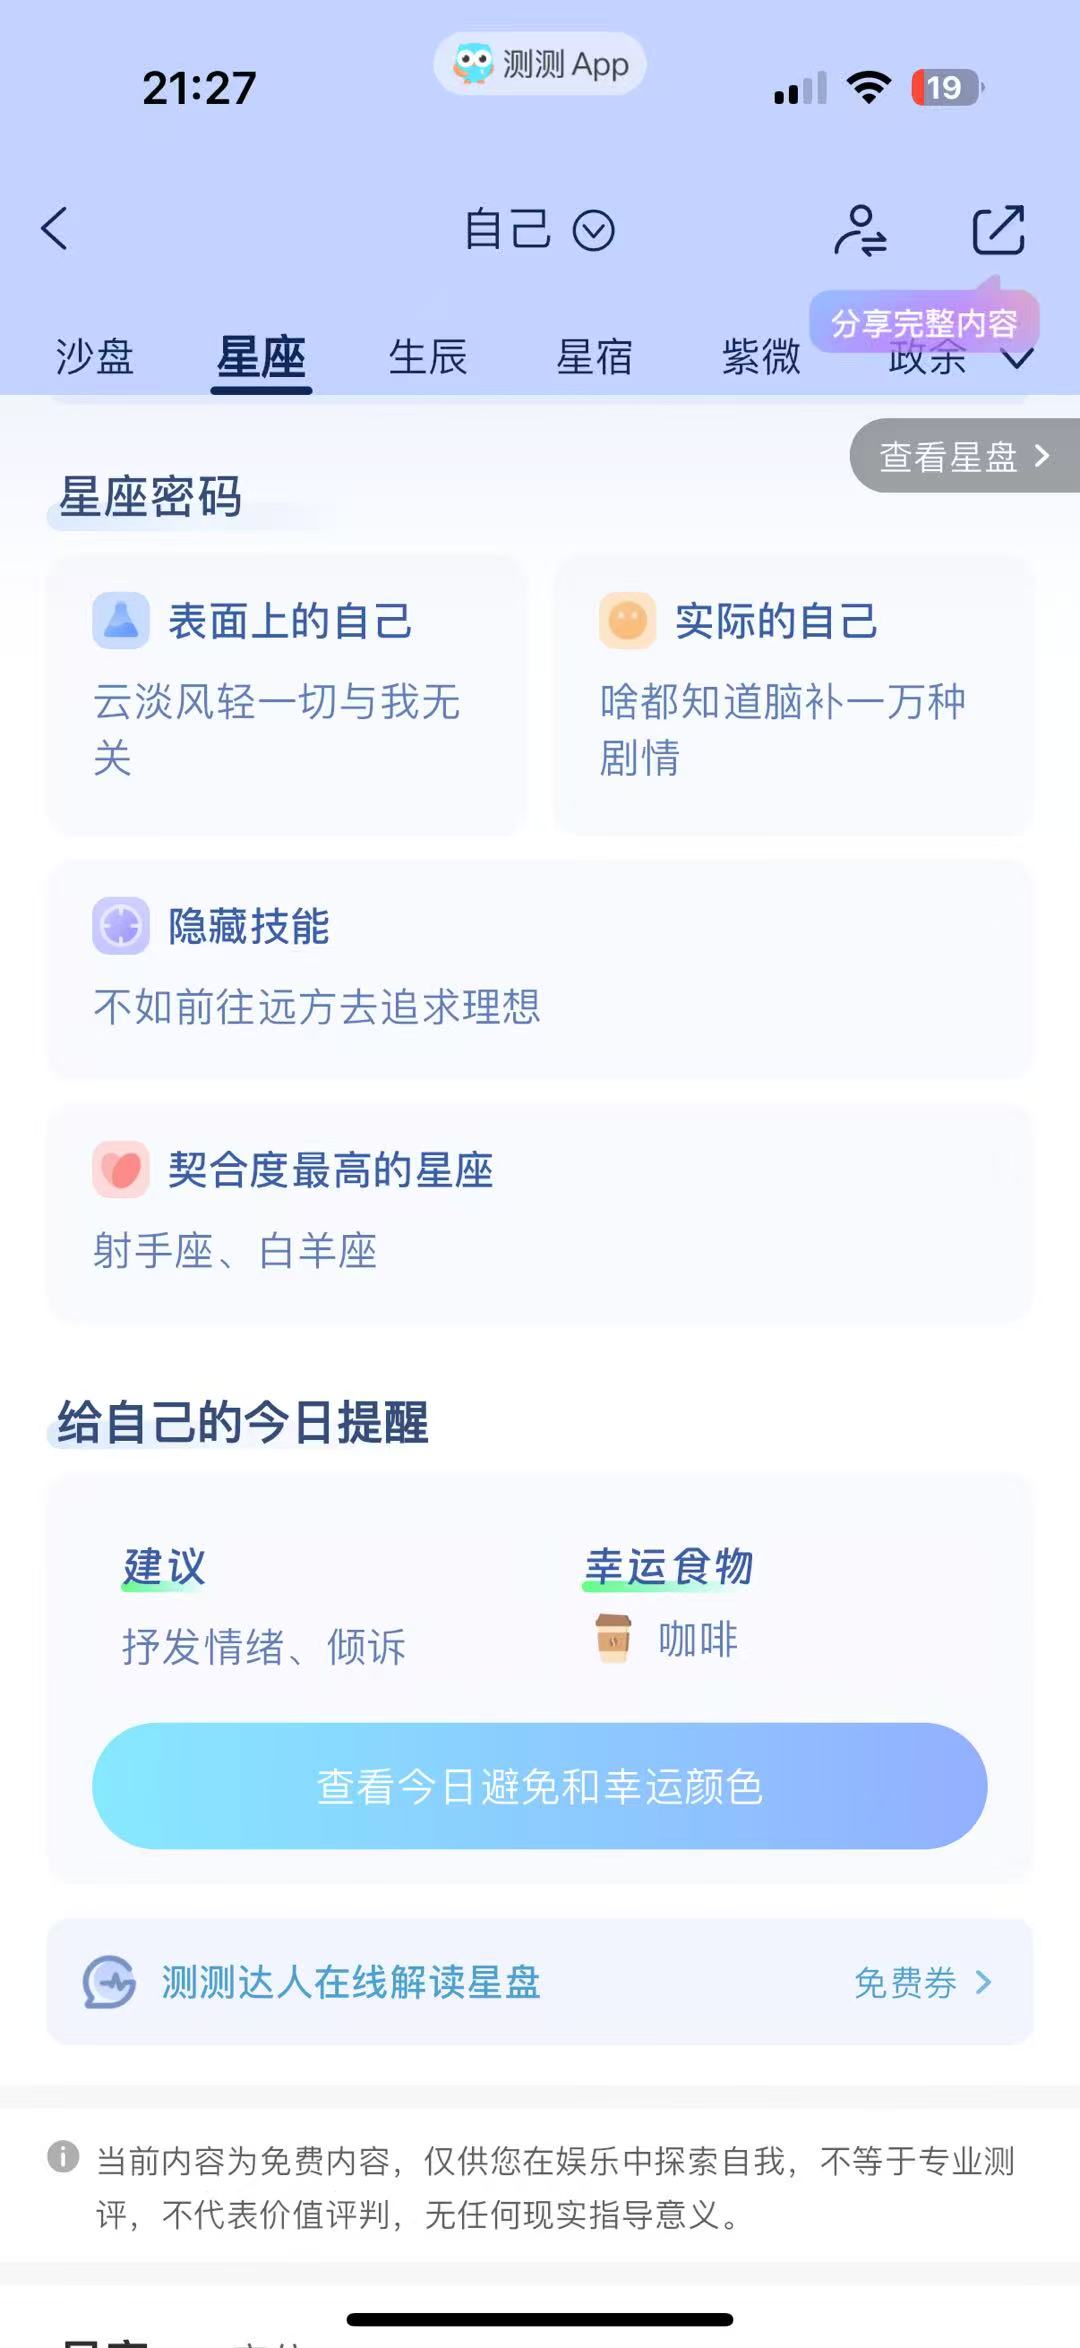 21:27
测测 App
19
自己
分享完整内容
沙盘 星座 生辰 星宿 紫微 政余
查看星盘
星座密码
表面上的自己
云淡风轻一切与我无
关
实际的自己
啥都知道脑补一万种
剧情
隐藏技能
不如前往远方去追求理想
契合度最高的星座
射手座、白羊座
给自己的今日提醒
建议
抒发情绪、倾诉
幸运食物
咖啡
查看今日避免和幸运颜色
测测达人在线解读星盘
免费券
当前内容为免费内容，仅供您在娱乐中探索自我，不等于专业测
评，不代表价值评判，无任何现实指导意义。